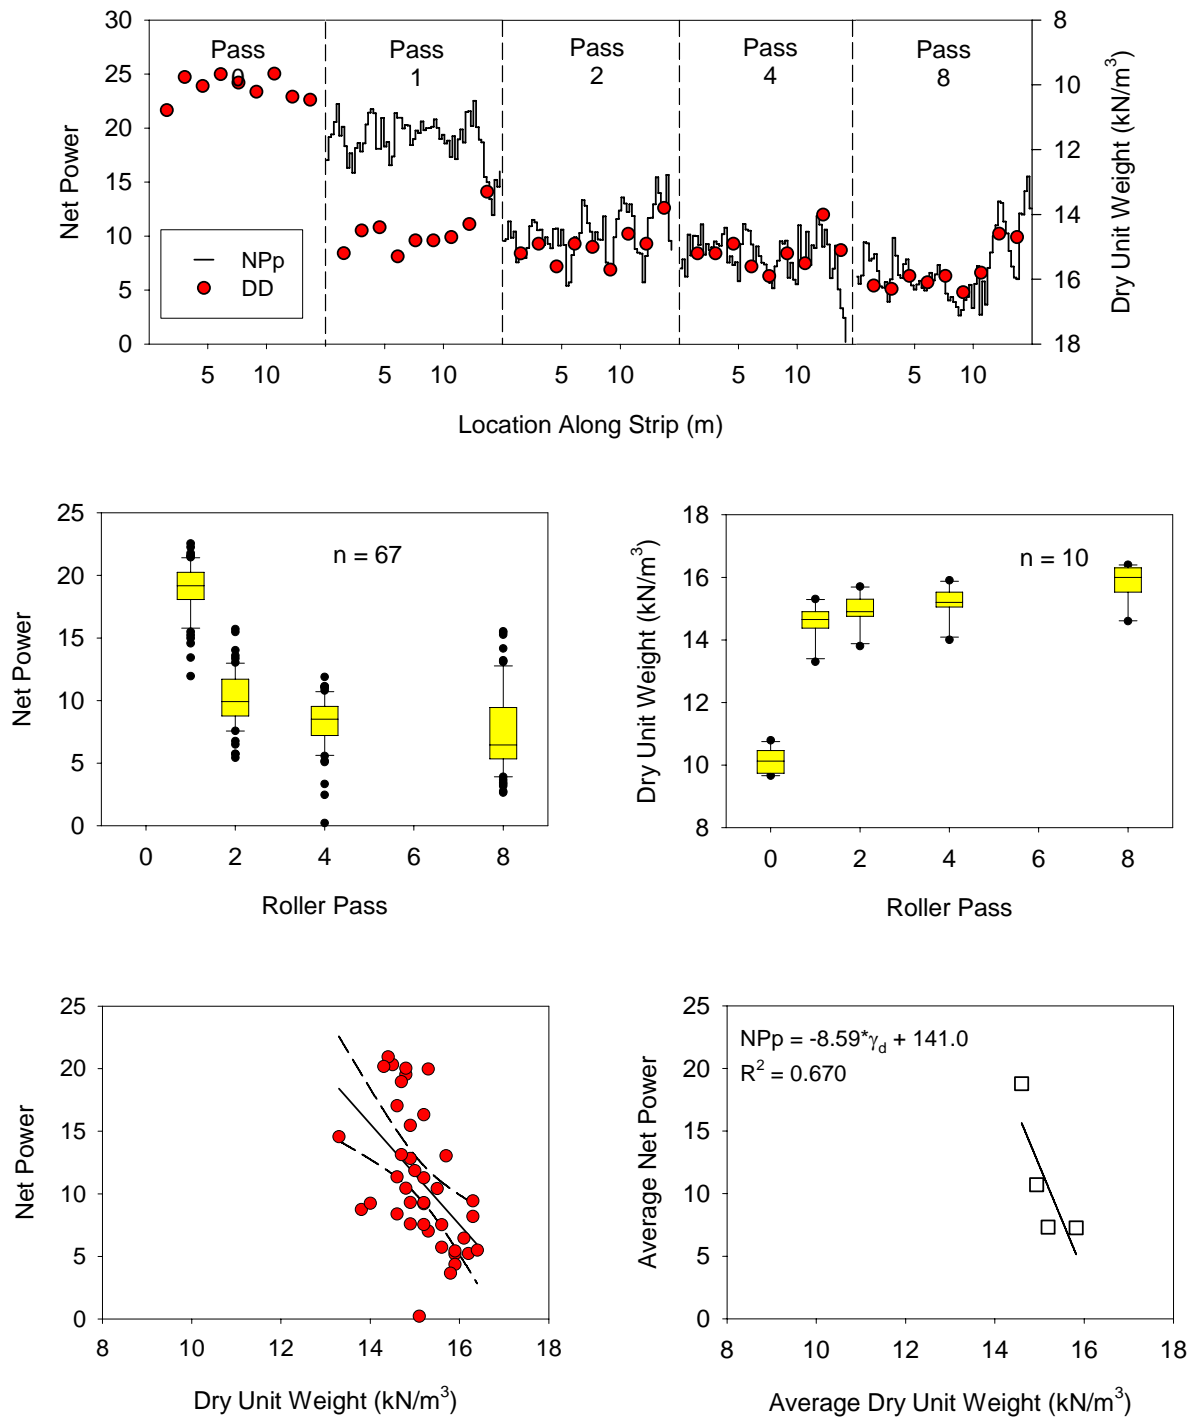 30
25
20
15
10
5
0
Net Power
Pass
0
Pass
1
Pass
2
Pass
4
Pass
8
NPp
DD
8
10
12
14
16
18
Dry Unit Weight (kN/m³)
5 10 5 10 5 10 5 10 5 10
Location Along Strip (m)
25
20
15
10
5
0
Net Power
n = 67
0 2 4 6 8
Roller Pass
18
16
14
12
10
8
Dry Unit Weight (kN/m³)
n = 10
0 2 4 6 8
Roller Pass
25
20
15
10
5
0
Net Power
8 10 12 14 16 18
Dry Unit Weight (kN/m³)
25
20
15
10
5
0
Average Net Power
NPp = -8.59*γd + 141.0
R² = 0.670
8 10 12 14 16 18
Average Dry Unit Weight (kN/m³)